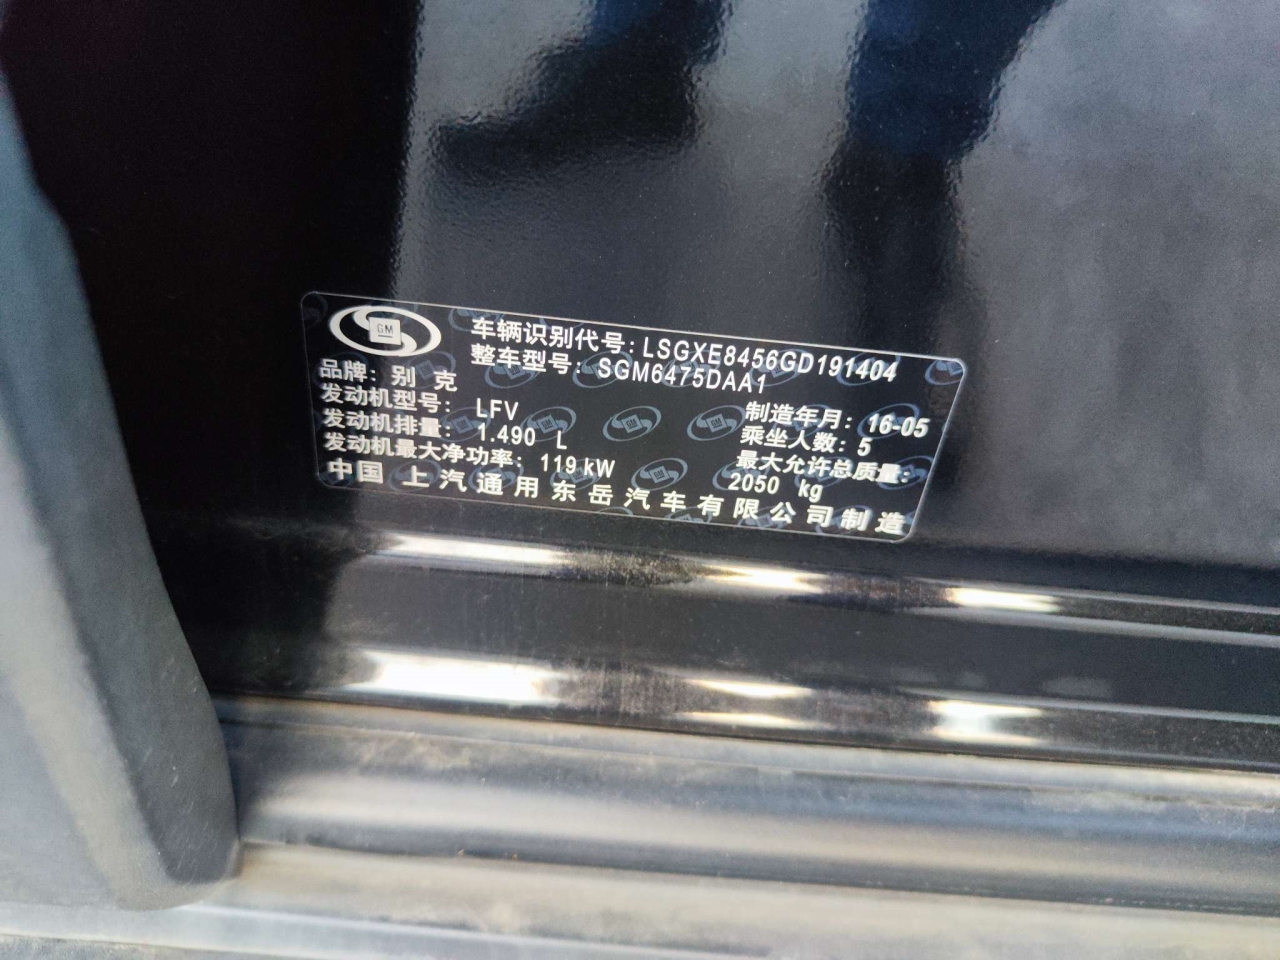 GM
车辆识别代号: LSGXE8456GD191404
整车型号: SGM6475DAA1
品牌: 别 克
发动机型号: LFV
制造年月: 16-05
发动机排量: 1.490 L
乘坐人数: 5
发动机最大净功率: 119 kW
最大允许总质量:
2050 kg
中国 上汽通用东岳汽车有限公司制造